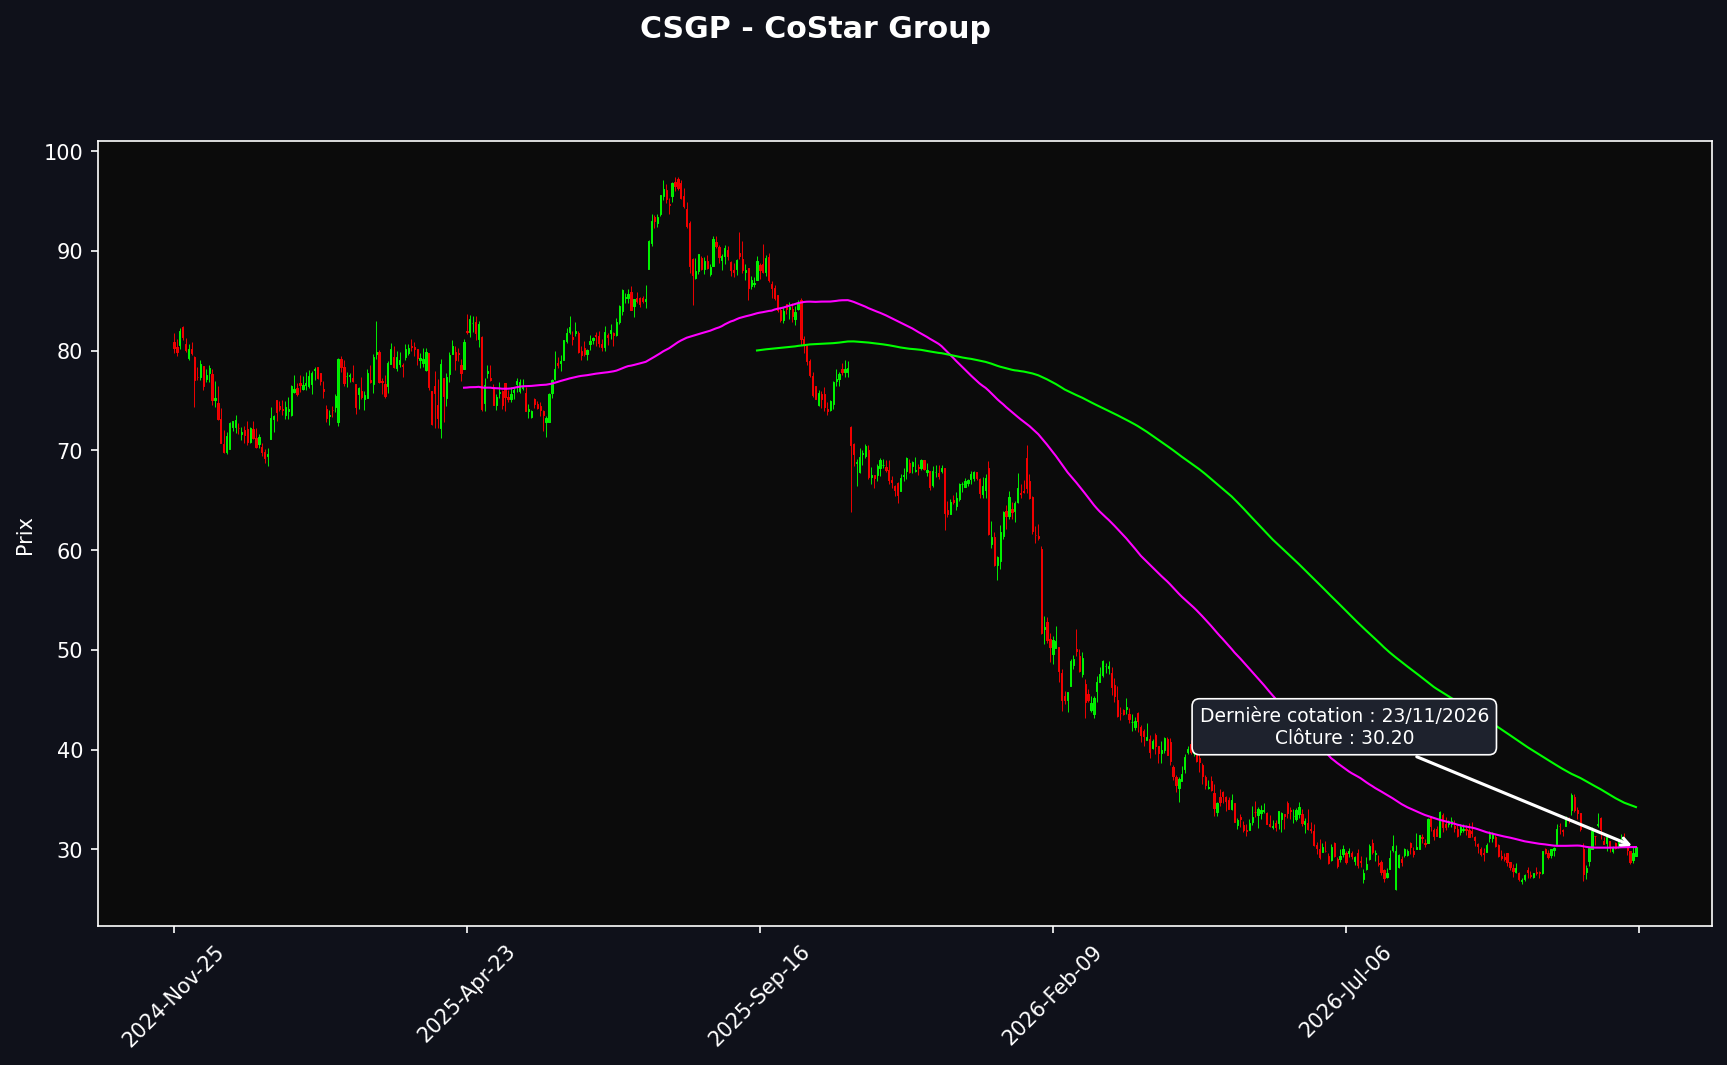 CSGP - CoStar Group
Prix
100
90
80
70
60
50
40
30
Dernière cotation : 23/11/2026
Clôture : 30.20
2024-Nov-25
2025-Apr-23
2025-Sep-16
2026-Feb-09
2026-Jul-06